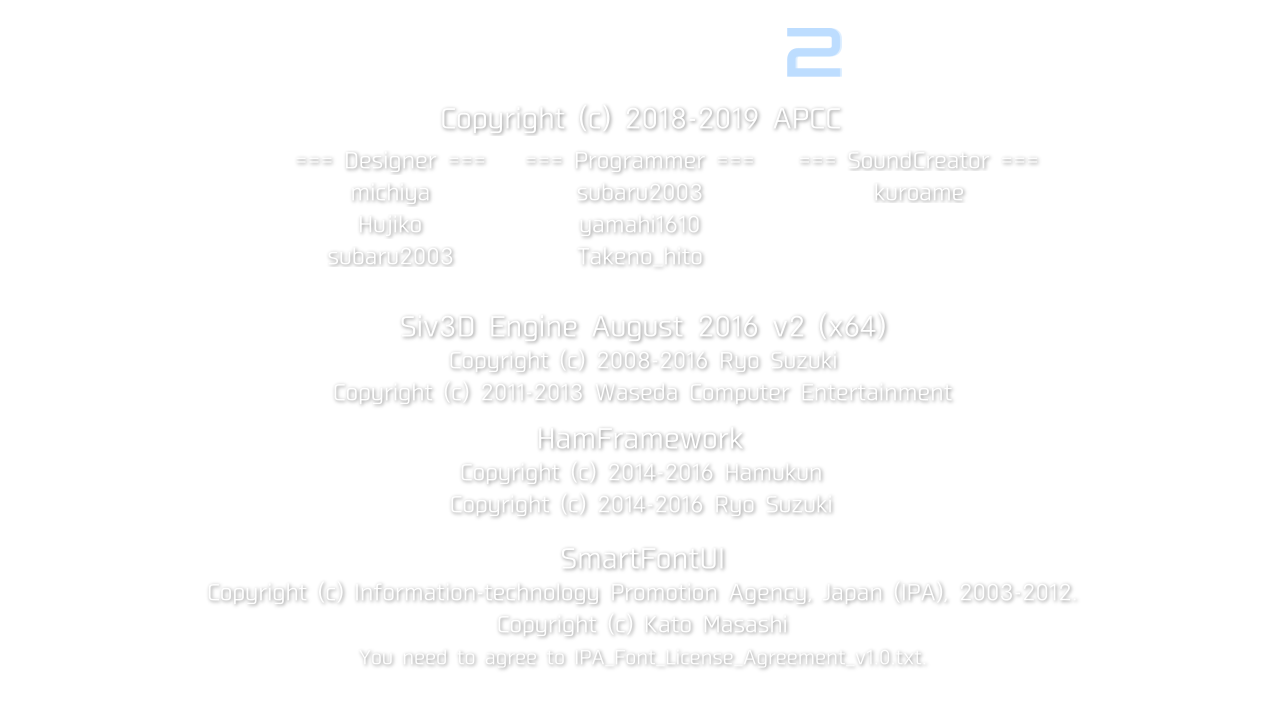 2
Copyright (c) 2018-2019 APCC
=== Designer === === Programmer === === SoundCreator ===
michiya subaru2003 kuroame
Hujiko yamahi1610
subaru2003 Takeno_hito
Siv3D Engine August 2016 v2 (x64)
Copyright (c) 2008-2016 Ryo Suzuki
Copyright (c) 2011-2013 Waseda Computer Entertainment
HamFramework
Copyright (c) 2014-2016 Hamukun
Copyright (c) 2014-2016 Ryo Suzuki
SmartFontUI
Copyright (c) Information-technology Promotion Agency, Japan (IPA), 2003-2012.
Copyright (c) Kato Masashi
You need to agree to IPA_Font_License_Agreement_v1.0.txt.